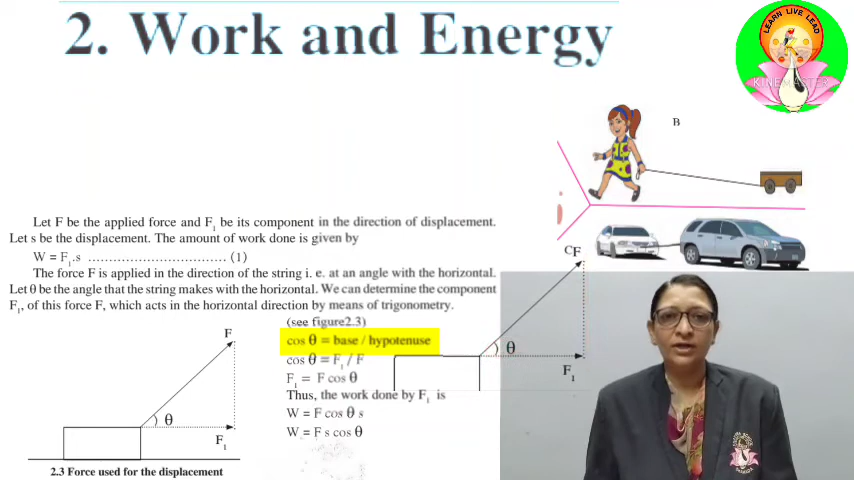 2. Work and Energy
LEARN LIVE LEAD
KINEMASTER
B
Let F be the applied force and F₁ be its component in the direction of displacement.
Let s be the displacement. The amount of work done is given by
W = F₁.s ................................ (1)
The force F is applied in the direction of the string i. e. at an angle with the horizontal.
Let θ be the angle that the string makes with the horizontal. We can determine the component
F₁, of this force F, which acts in the horizontal direction by means of trigonometry.
(see figure2.3)
cos θ = base / hypotenuse
cos θ = F₁ / F
F₁ = F cos θ
Thus, the work done by F₁ is
W = F cos θ s
W = F s cos θ
F
θ
F₁
2.3 Force used for the displacement
C
F
θ
F₁